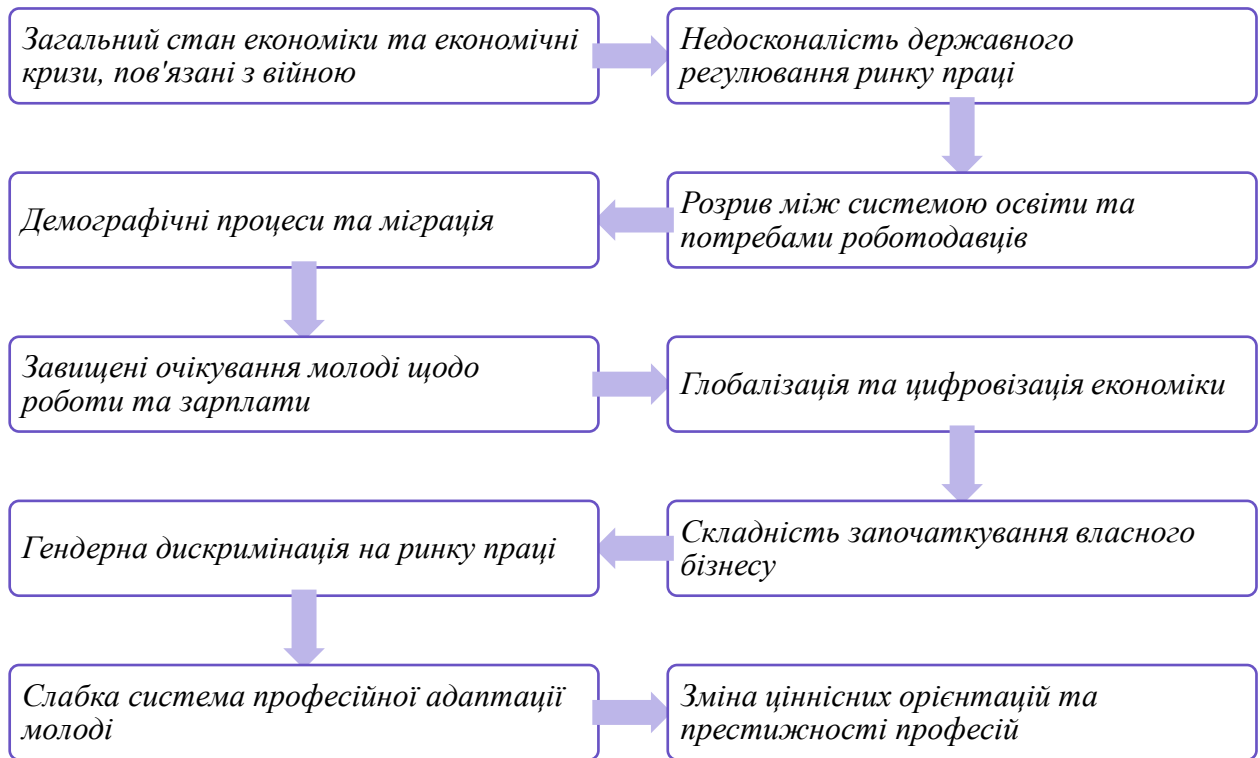 Загальний стан економіки та економічні
кризи, пов'язані з війною
Недосконалість державного
регулювання ринку праці
Розрив між системою освіти та
потребами роботодавців
Демографічні процеси та міграція
Завищені очікування молоді щодо
роботи та зарплати
Глобалізація та цифровізація економіки
Складність започаткування власного
бізнесу
Гендерна дискримінація на ринку праці
Слабка система професійної адаптації
молоді
Зміна ціннісних орієнтацій та
престижності професій